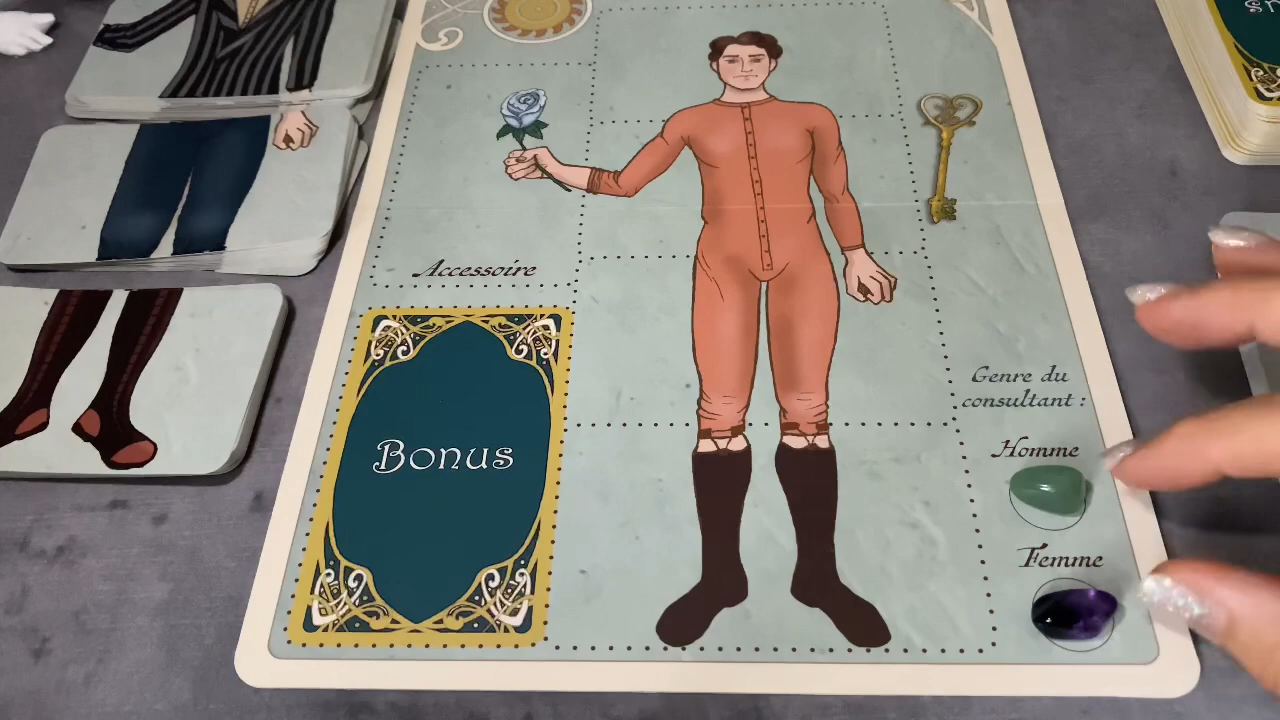 Accessoire
Bonus
Genre du
consultant :
Homme
Femme